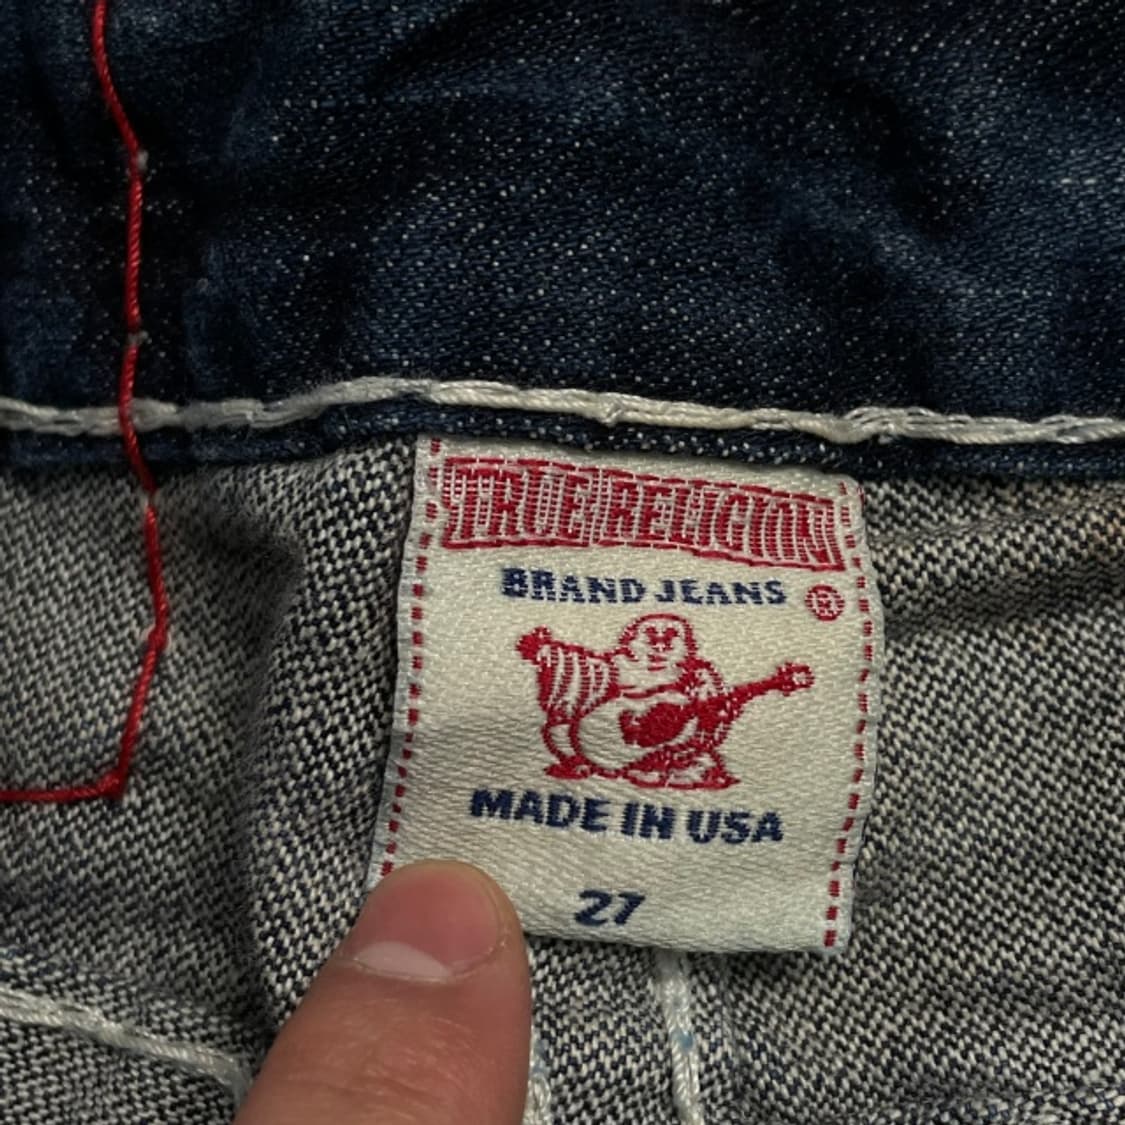 TRUE RELIGION
BRAND JEANS ®
MADE IN USA
27